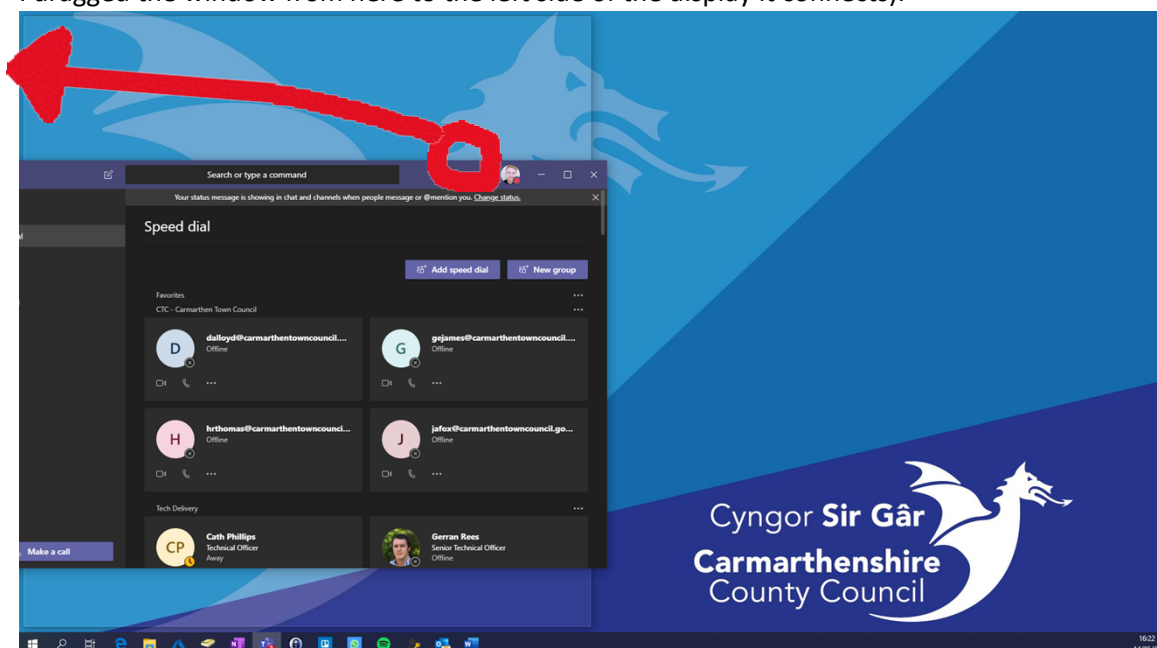 Search or type a command
Your status message is showing in chat and channels when people message or @mention you. Change status.
Speed dial
Add speed dial
New group
Favorites
CTC - Carmarthen Town Council
D
dalloyd@carmarthentowncouncil....
Offline
G
gejames@carmarthentowncouncil....
Offline
H
hrthomas@carmarthentowncounci...
Offline
J
jafox@carmarthentowncouncil.go...
Offline
Tech Delivery
CP
Cath Phillips
Technical Officer
Away
Gerran Rees
Senior Technical Officer
Offline
Make a call
Cyngor Sir Gâr
Carmarthenshire
County Council
16:22